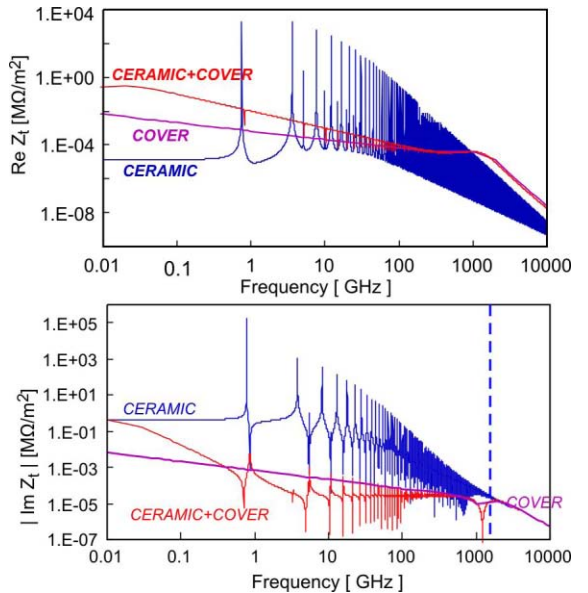 Re Z_t [MΩ/m²]
1.E+04
1.E+00
1.E-04
1.E-08
CERAMIC+COVER
COVER
CERAMIC
0.01 0.1 1 10 100 1000 10000
Frequency [ GHz]
| Im Z_t | [MΩ/m²]
1.E+05
1.E+03
1.E+01
1.E-01
1.E-03
1.E-05
1.E-07
CERAMIC
COVER
CERAMIC+COVER
0.01 0.1 1 10 100 1000 10000
Frequency [ GHz]